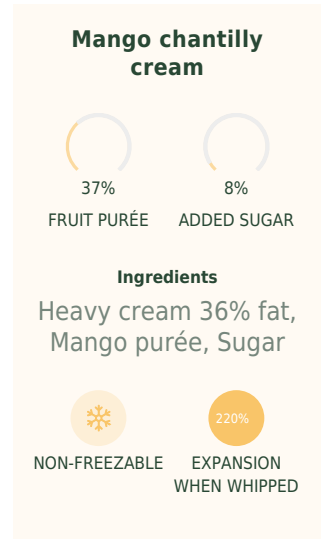 Mango chantilly
cream
37%
8%
FRUIT PURÉE
ADDED SUGAR
Ingredients
Heavy cream 36% fat,
Mango purée, Sugar
220%
NON-FREEZABLE
EXPANSION
WHEN WHIPPED